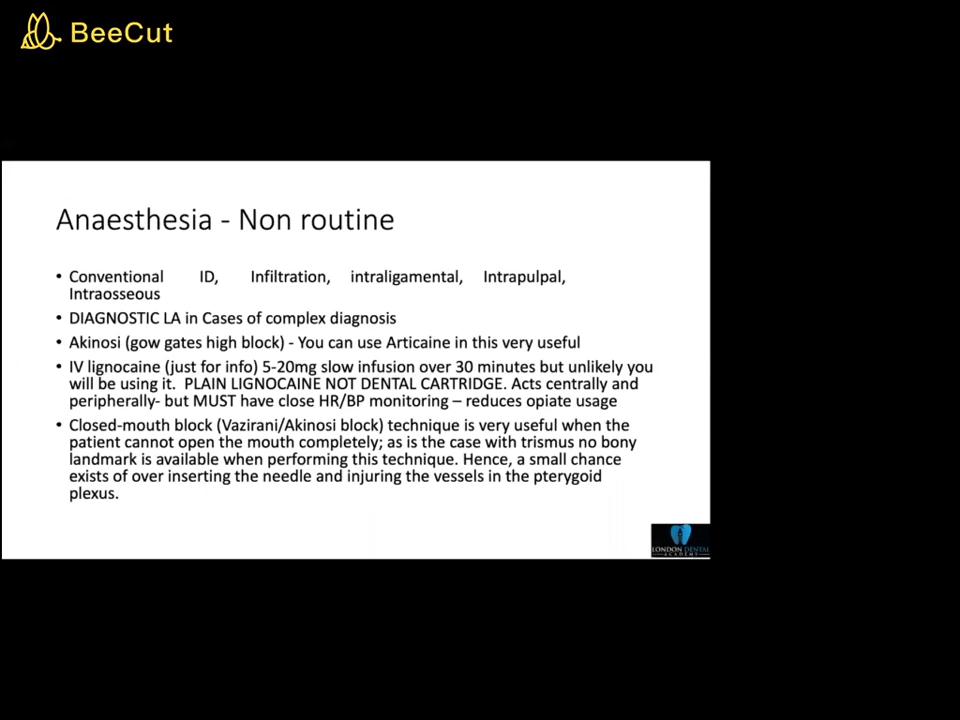 BeeCut
Anaesthesia - Non routine
• Conventional ID, Infiltration, intraligamental, Intrapulpal,
Intraosseous
• DIAGNOSTIC LA in Cases of complex diagnosis
• Akinosi (gow gates high block) - You can use Articaine in this very useful
• IV lignocaine (just for info) 5-20mg slow infusion over 30 minutes but unlikely you
will be using it. PLAIN LIGNOCAINE NOT DENTAL CARTRIDGE. Acts centrally and
peripherally- but MUST have close HR/BP monitoring – reduces opiate usage
• Closed-mouth block (Vazirani/Akinosi block) technique is very useful when the
patient cannot open the mouth completely; as is the case with trismus no bony
landmark is available when performing this technique. Hence, a small chance
exists of over inserting the needle and injuring the vessels in the pterygoid
plexus.
LONDON DENTAL
ACADEMY